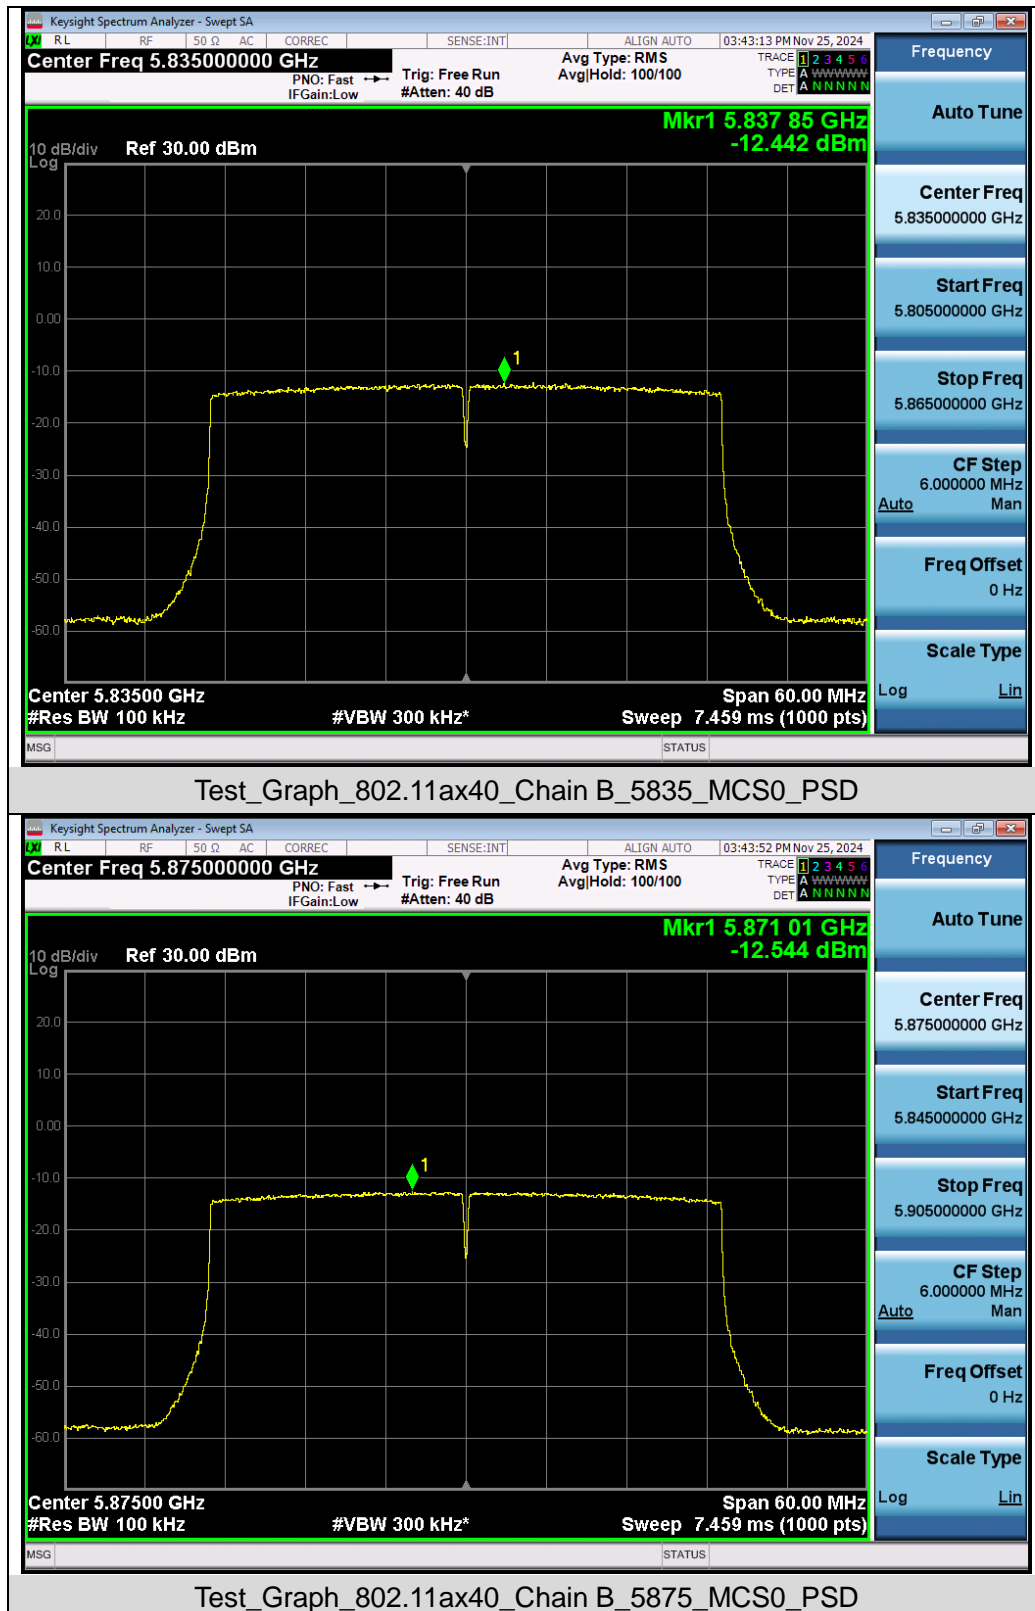 Keysight Spectrum Analyzer - Swept SA
LXI RL RF 50 Ω AC CORREC SENSE:INT ALIGN AUTO 03:43:13 PM Nov 25, 2024
Center Freq 5.835000000 GHz
PNO: Fast
IFGain:Low
Trig: Free Run
#Atten: 40 dB
Avg Type: RMS
Avg|Hold: 100/100
TRACE 1 2 3 4 5 6
TYPE A WWWWW
DET A N N N N N
Mkr1 5.837 85 GHz
-12.442 dBm
10 dB/div Ref 30.00 dBm
Log
20.0
10.0
0.00
-10.0
-20.0
-30.0
-40.0
-50.0
-60.0
1
Center 5.83500 GHz Span 60.00 MHz
#Res BW 100 kHz #VBW 300 kHz* Sweep 7.459 ms (1000 pts)
MSG STATUS
Frequency
Auto Tune
Center Freq
5.835000000 GHz
Start Freq
5.805000000 GHz
Stop Freq
5.865000000 GHz
CF Step
6.000000 MHz
Auto Man
Freq Offset
0 Hz
Scale Type
Log Lin
Test_Graph_802.11ax40_Chain B_5835_MCS0_PSD
Keysight Spectrum Analyzer - Swept SA
LXI RL RF 50 Ω AC CORREC SENSE:INT ALIGN AUTO 03:43:52 PM Nov 25, 2024
Center Freq 5.875000000 GHz
PNO: Fast
IFGain:Low
Trig: Free Run
#Atten: 40 dB
Avg Type: RMS
Avg|Hold: 100/100
TRACE 1 2 3 4 5 6
TYPE A WWWWW
DET A N N N N N
Mkr1 5.871 01 GHz
-12.544 dBm
10 dB/div Ref 30.00 dBm
Log
20.0
10.0
0.00
-10.0
-20.0
-30.0
-40.0
-50.0
-60.0
1
Center 5.87500 GHz Span 60.00 MHz
#Res BW 100 kHz #VBW 300 kHz* Sweep 7.459 ms (1000 pts)
MSG STATUS
Frequency
Auto Tune
Center Freq
5.875000000 GHz
Start Freq
5.845000000 GHz
Stop Freq
5.905000000 GHz
CF Step
6.000000 MHz
Auto Man
Freq Offset
0 Hz
Scale Type
Log Lin
Test_Graph_802.11ax40_Chain B_5875_MCS0_PSD